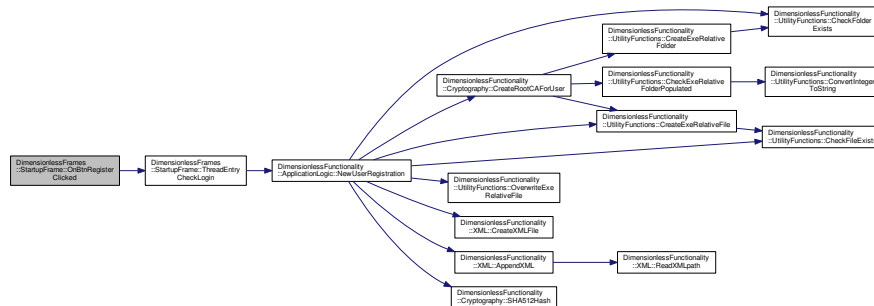 DimensionlessFrames
::StartupFrame::OnBtnRegister
Clicked
DimensionlessFrames
::StartupFrame::ThreadEntry
CheckLogin
DimensionlessFunctionality
::ApplicationLogic::NewUserRegistration
DimensionlessFunctionality
::Cryptography::CreateRootCAForUser
DimensionlessFunctionality
::UtilityFunctions::CreateExeRelative
Folder
DimensionlessFunctionality
::UtilityFunctions::CheckFolder
Exists
DimensionlessFunctionality
::UtilityFunctions::CheckExeRelative
FolderPopulated
DimensionlessFunctionality
::UtilityFunctions::ConvertInteger
ToString
DimensionlessFunctionality
::UtilityFunctions::CreateExeRelativeFile
DimensionlessFunctionality
::UtilityFunctions::CheckFileExists
DimensionlessFunctionality
::UtilityFunctions::OverwriteExe
RelativeFile
DimensionlessFunctionality
::XML::CreateXMLFile
DimensionlessFunctionality
::XML::AppendXML
DimensionlessFunctionality
::XML::ReadXMLpath
DimensionlessFunctionality
::Cryptography::SHA512Hash